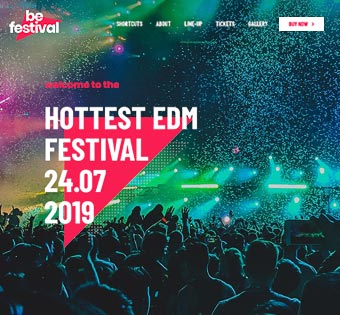 be
festival
SHORTCUTS ABOUT LINE-UP TICKETS GALLERY BUY NOW >
welcome to the
HOTTEST EDM
FESTIVAL
24.07
2019